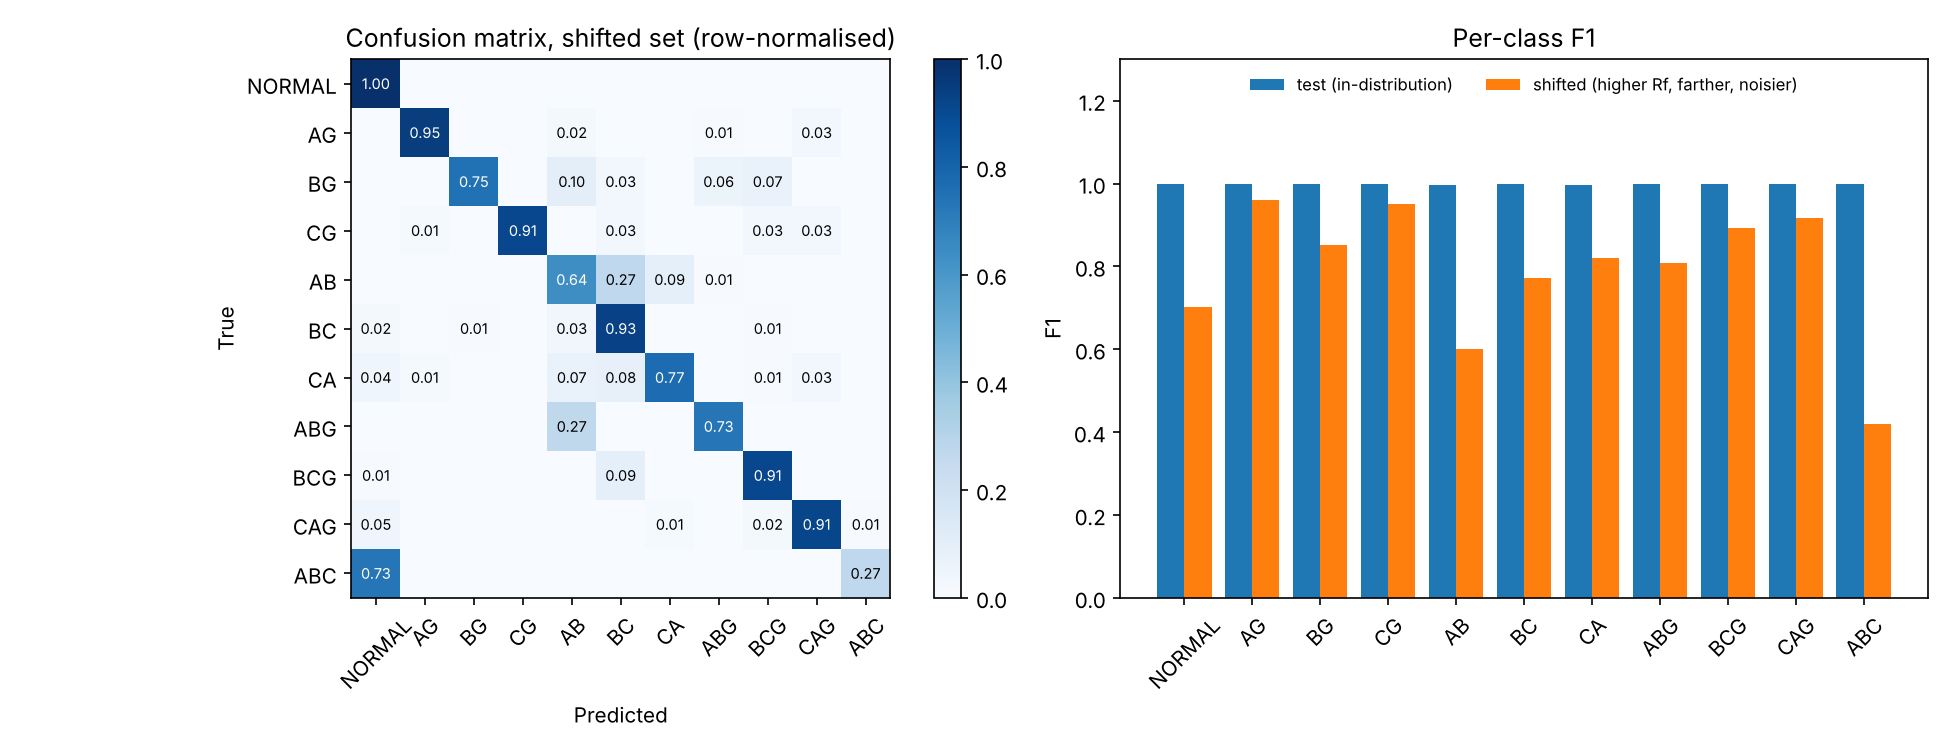 Confusion matrix, shifted set (row-normalised)
True
NORMAL 1.00
AG 0.95 0.02 0.01 0.03
BG 0.75 0.10 0.03 0.06 0.07
CG 0.01 0.91 0.03 0.03 0.03
AB 0.64 0.27 0.09 0.01
BC 0.02 0.01 0.03 0.93 0.01
CA 0.04 0.01 0.07 0.08 0.77 0.01 0.03
ABG 0.27 0.73
BCG 0.01 0.09 0.91
CAG 0.05 0.01 0.02 0.91 0.01
ABC 0.73 0.27
NORMAL AG BG CG AB BC CA ABG BCG CAG ABC
Predicted
1.0
0.8
0.6
0.4
0.2
0.0
Per-class F1
test (in-distribution) shifted (higher Rf, farther, noisier)
F1
1.2
1.0
0.8
0.6
0.4
0.2
0.0
NORMAL AG BG CG AB BC CA ABG BCG CAG ABC